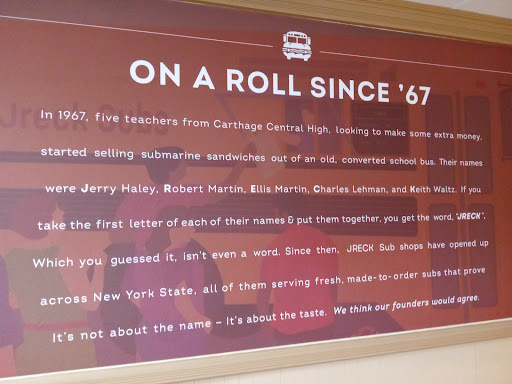 ON A ROLL SINCE '67
In 1967, five teachers from Carthage Central High, looking to make some extra money,
started selling submarine sandwiches out of an old, converted school bus. Their names
were Jerry Haley, Robert Martin, Ellis Martin, Charles Lehman, and Keith Waltz. If you
take the first letter of each of their names & put them together, you get the word, "JRECK".
Which you guessed it, isn't even a word. Since then, JRECK Sub shops have opened up
across New York State, all of them serving fresh, made-to-order subs that prove
It's not about the name – It's about the taste. We think our founders would agree.
Jreck Subs